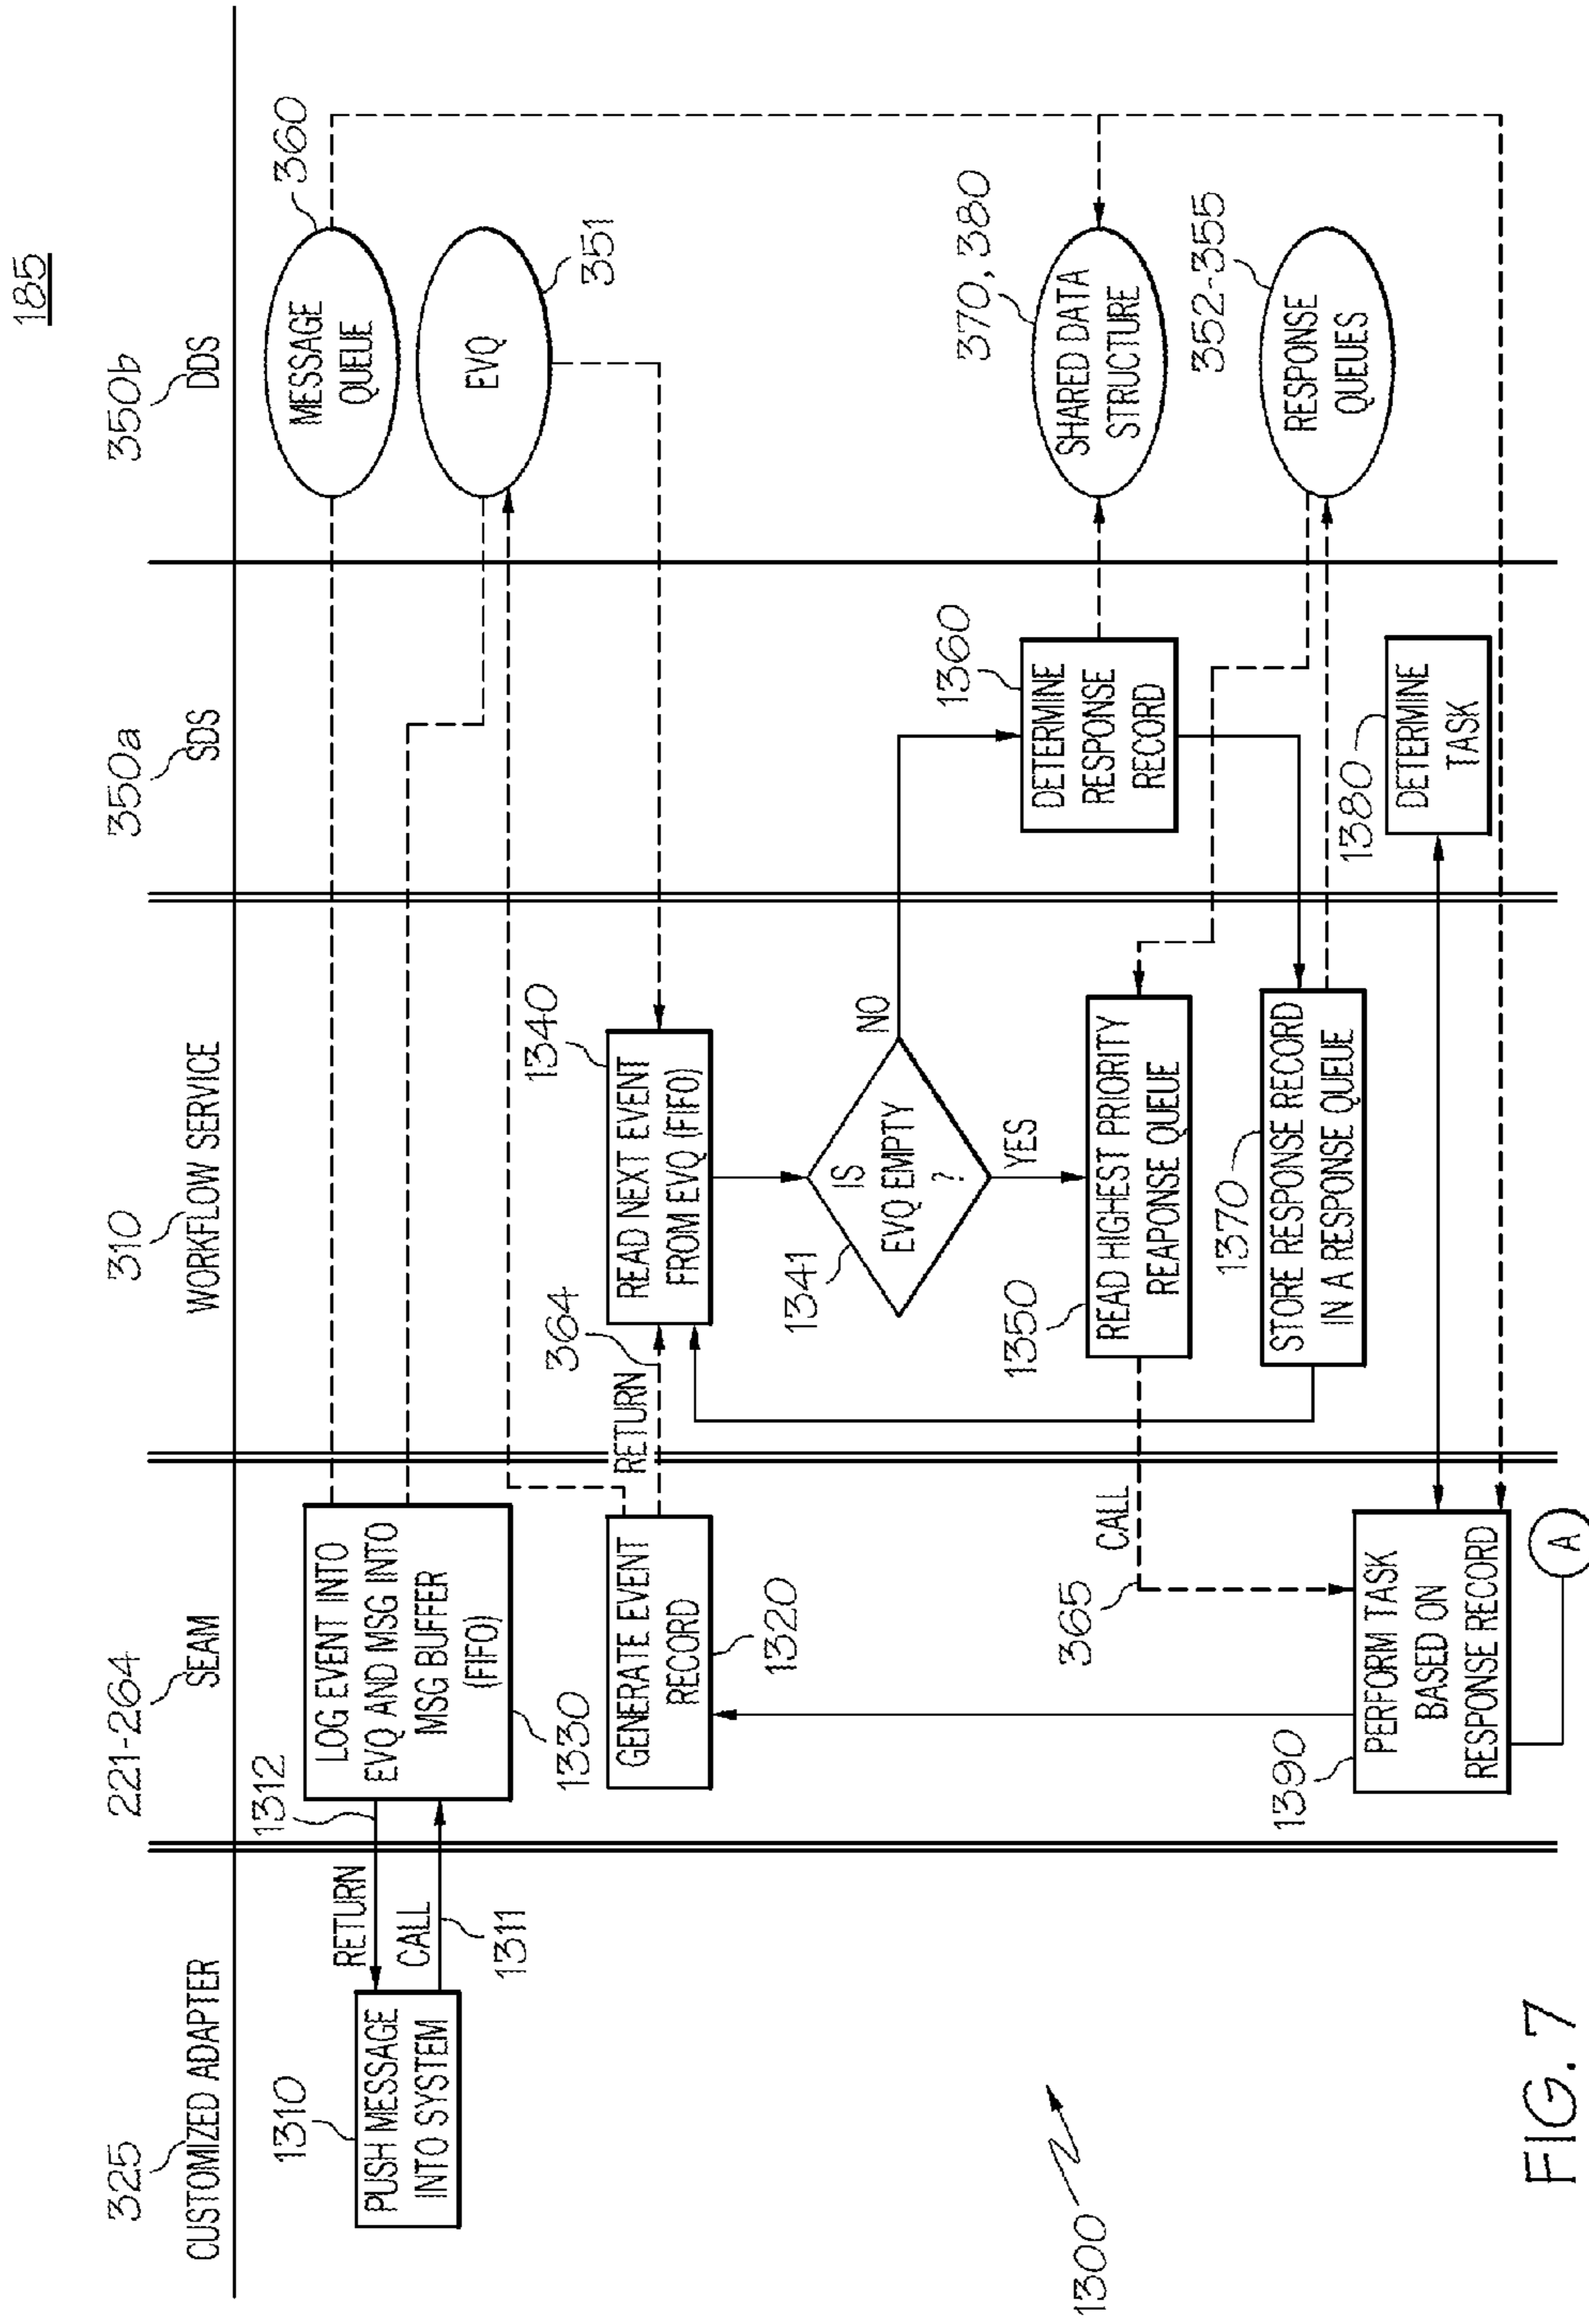 185
325
CUSTOMIZED ADAPTER
221-264
SEAM
310
WORKFLOW SERVICE
350a
SDS
350b
DDS
1310
PUSH MESSAGE
INTO SYSTEM
RETURN
CALL
1311
1312
LOG EVENT INTO
EVQ AND MSG INTO
MSG BUFFER
(FIFO)
1330
MESSAGE
QUEUE
360
EVQ
351
GENERATE EVENT
RECORD
1320
RETURN
364
1340
READ NEXT EVENT
FROM EVQ (FIFO)
1341
IS
EVQ EMPTY
?
NO
YES
1360
DETERMINE
RESPONSE
RECORD
370, 380
SHARED DATA
STRUCTURE
365
CALL
1350
READ HIGHEST PRIORITY
REAPONSE QUEUE
352-355
RESPONSE
QUEUES
1370
STORE RESPONSE RECORD
IN A RESPONSE QUEUE
1380
DETERMINE
TASK
1390
PERFORM TASK
BASED ON
RESPONSE RECORD
A
1300
FIG. 7